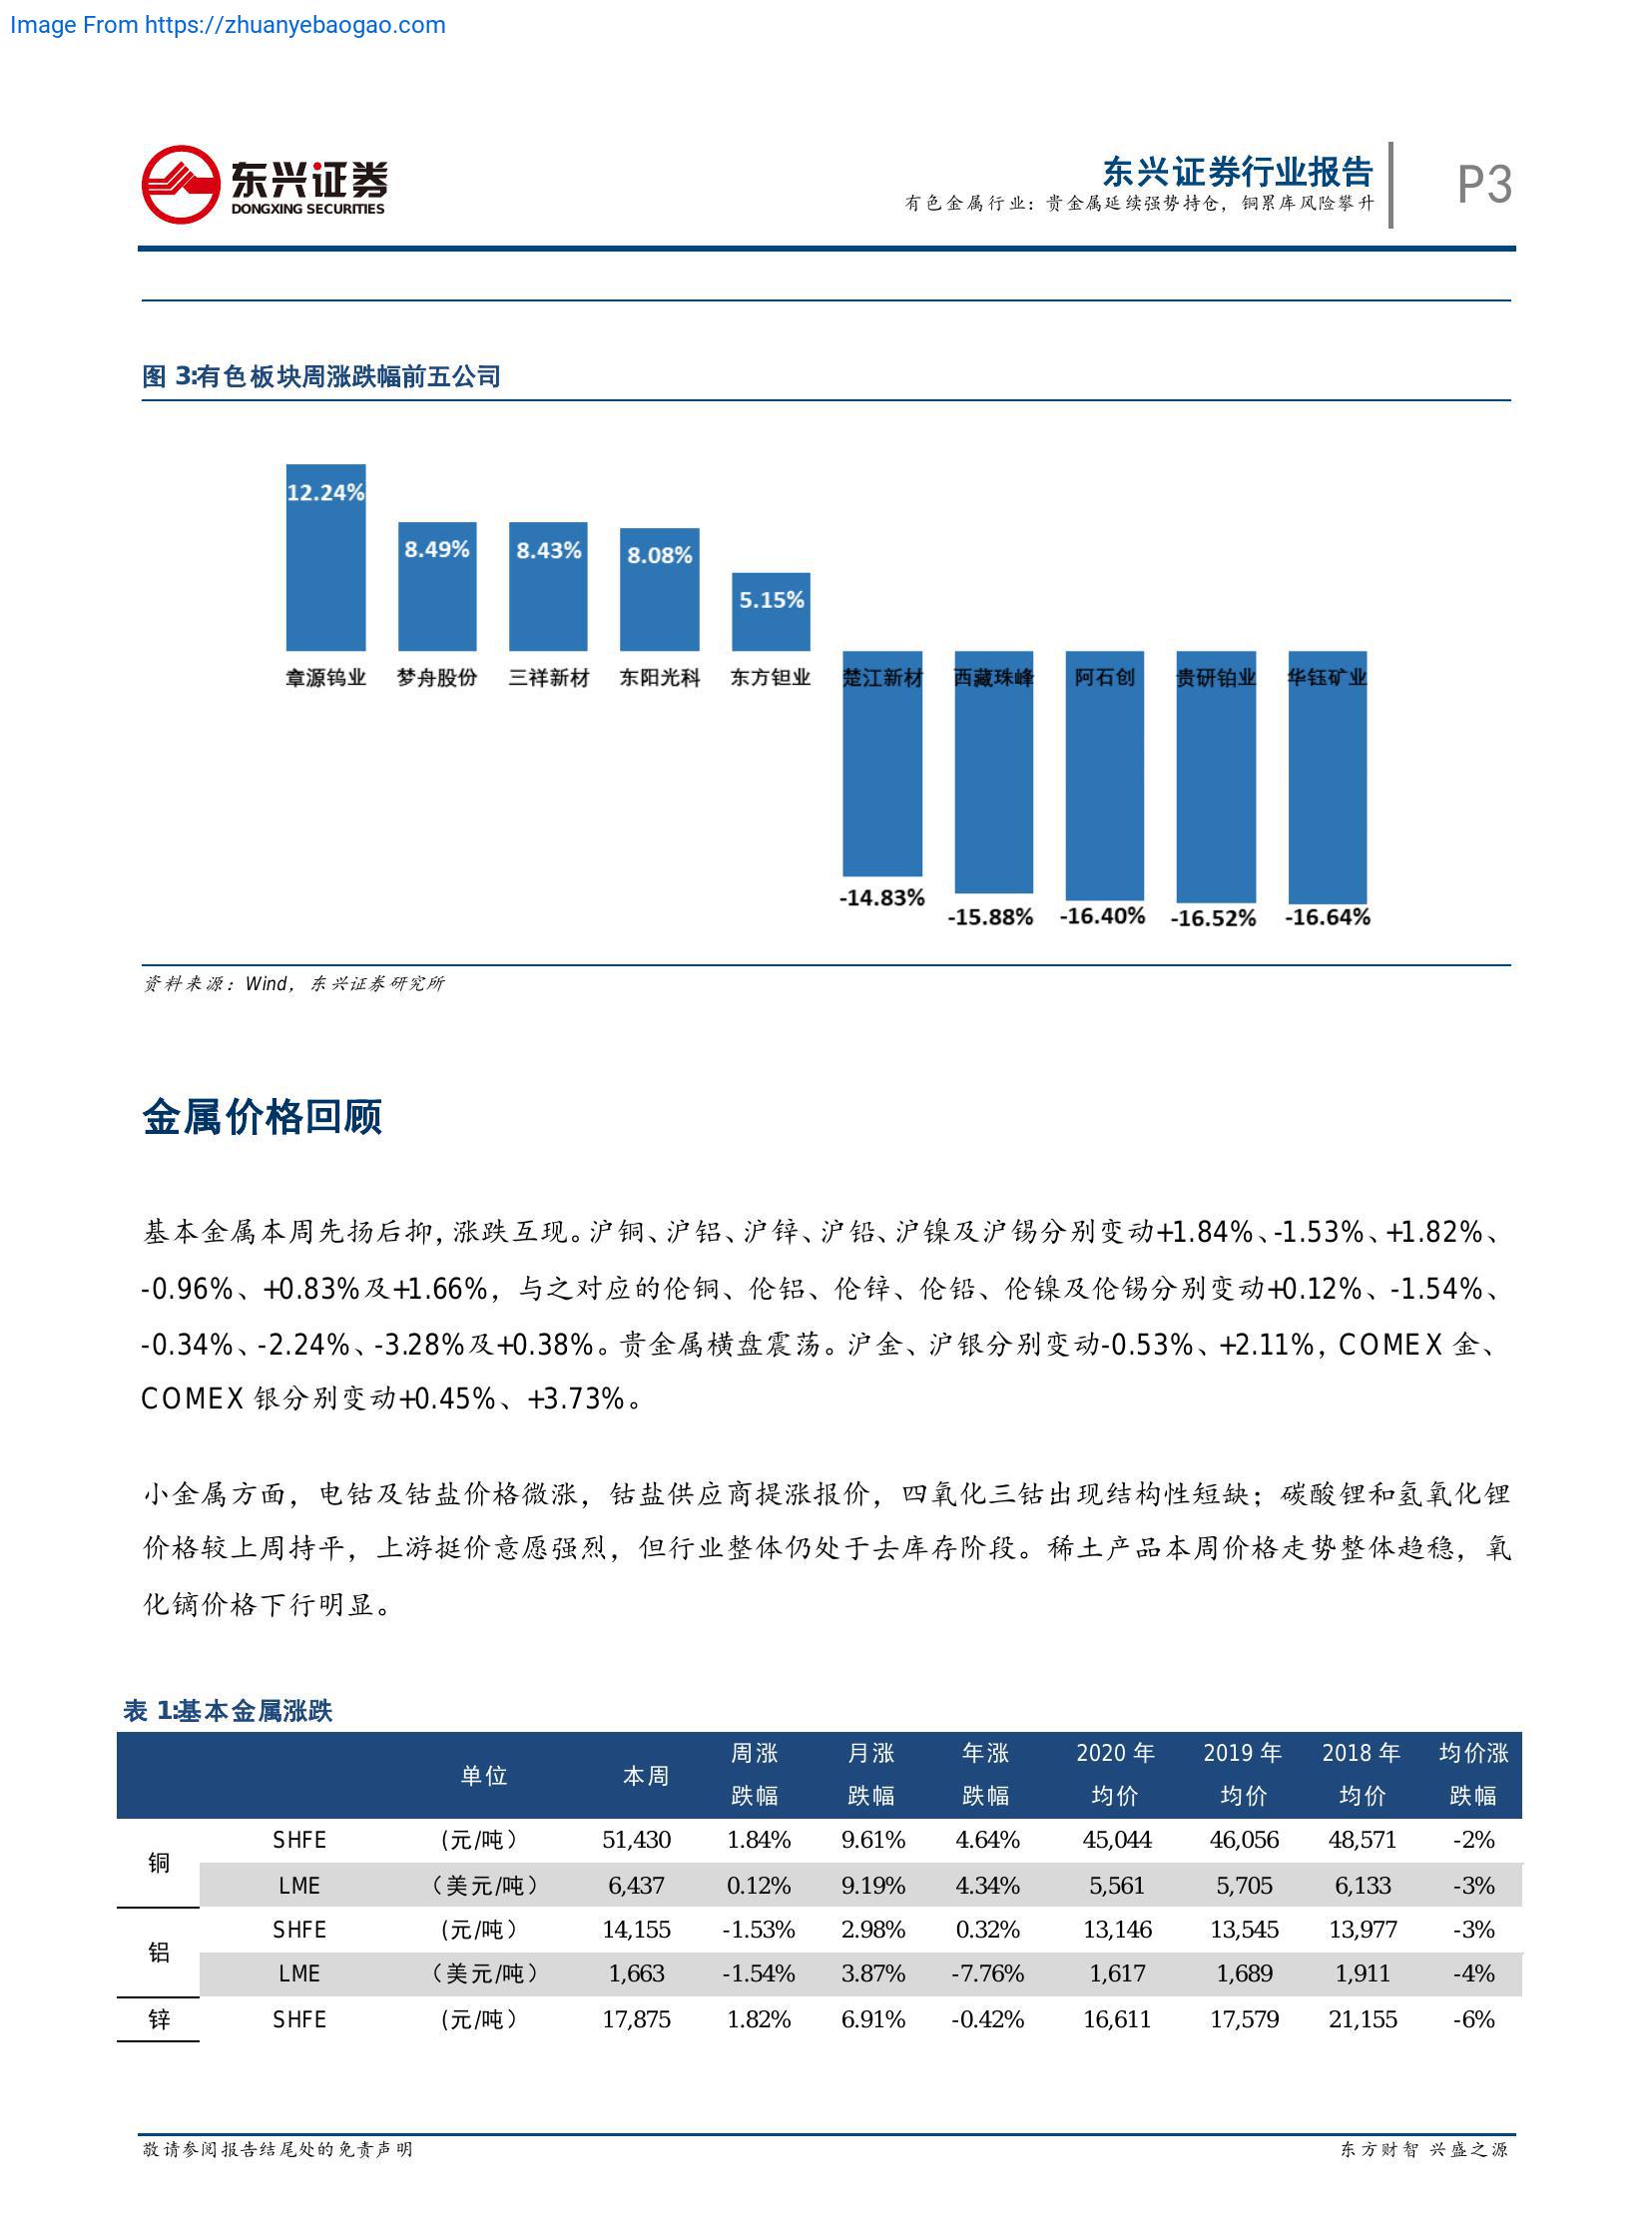 Image From https://zhuanyebaogao.com
东兴证券
DONGXING SECURITIES
东兴证券行业报告
有色金属行业：贵金属延续强势持仓，铜累库风险攀升
P3
图 3:有色板块周涨跌幅前五公司
12.24%
8.49%
8.43%
8.08%
5.15%
章源钨业 梦舟股份 三祥新材 东阳光科 东方钽业 楚江新材 西藏珠峰 阿石创 贵研铂业 华钰矿业
-14.83%
-15.88% -16.40% -16.52% -16.64%
资料来源：Wind，东兴证券研究所
金属价格回顾
基本金属本周先扬后抑，涨跌互现。沪铜、沪铝、沪锌、沪铅、沪镍及沪锡分别变动+1.84%、-1.53%、+1.82%、
-0.96%、+0.83%及+1.66%，与之对应的伦铜、伦铝、伦锌、伦铅、伦镍及伦锡分别变动+0.12%、-1.54%、
-0.34%、-2.24%、-3.28%及+0.38%。贵金属横盘震荡。沪金、沪银分别变动-0.53%、+2.11%，COMEX 金、
COMEX 银分别变动+0.45%、+3.73%。
小金属方面，电钴及钴盐价格微涨，钴盐供应商提涨报价，四氧化三钴出现结构性短缺；碳酸锂和氢氧化锂
价格较上周持平，上游挺价意愿强烈，但行业整体仍处于去库存阶段。稀土产品本周价格走势整体趋稳，氧
化镝价格下行明显。
表 1:基本金属涨跌
单位 本周 周涨跌幅 月涨跌幅 年涨跌幅 2020 年均价 2019 年均价 2018 年均价 均价涨跌幅
铜 SHFE （元/吨） 51,430 1.84% 9.61% 4.64% 45,044 46,056 48,571 -2%
LME （美元/吨） 6,437 0.12% 9.19% 4.34% 5,561 5,705 6,133 -3%
铝 SHFE （元/吨） 14,155 -1.53% 2.98% 0.32% 13,146 13,545 13,977 -3%
LME （美元/吨） 1,663 -1.54% 3.87% -7.76% 1,617 1,689 1,911 -4%
锌 SHFE （元/吨） 17,875 1.82% 6.91% -0.42% 16,611 17,579 21,155 -6%
敬请参阅报告结尾处的免责声明
东方财智 兴盛之源